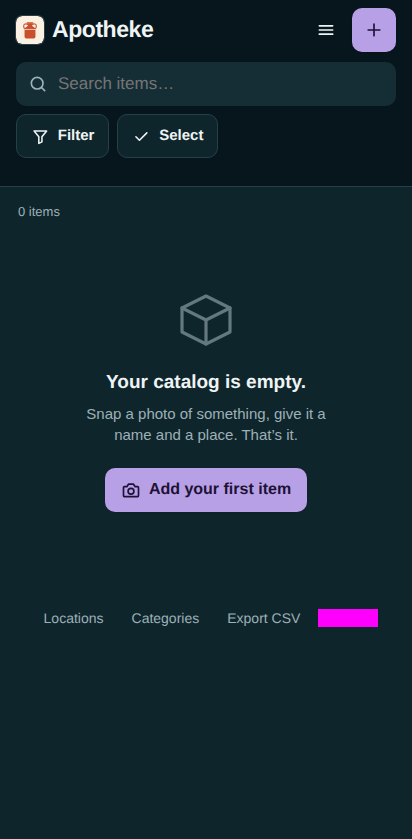 Apotheke
Search items…
Filter
Select
0 items
Your catalog is empty.
Snap a photo of something, give it a
name and a place. That's it.
Add your first item
Locations
Categories
Export CSV